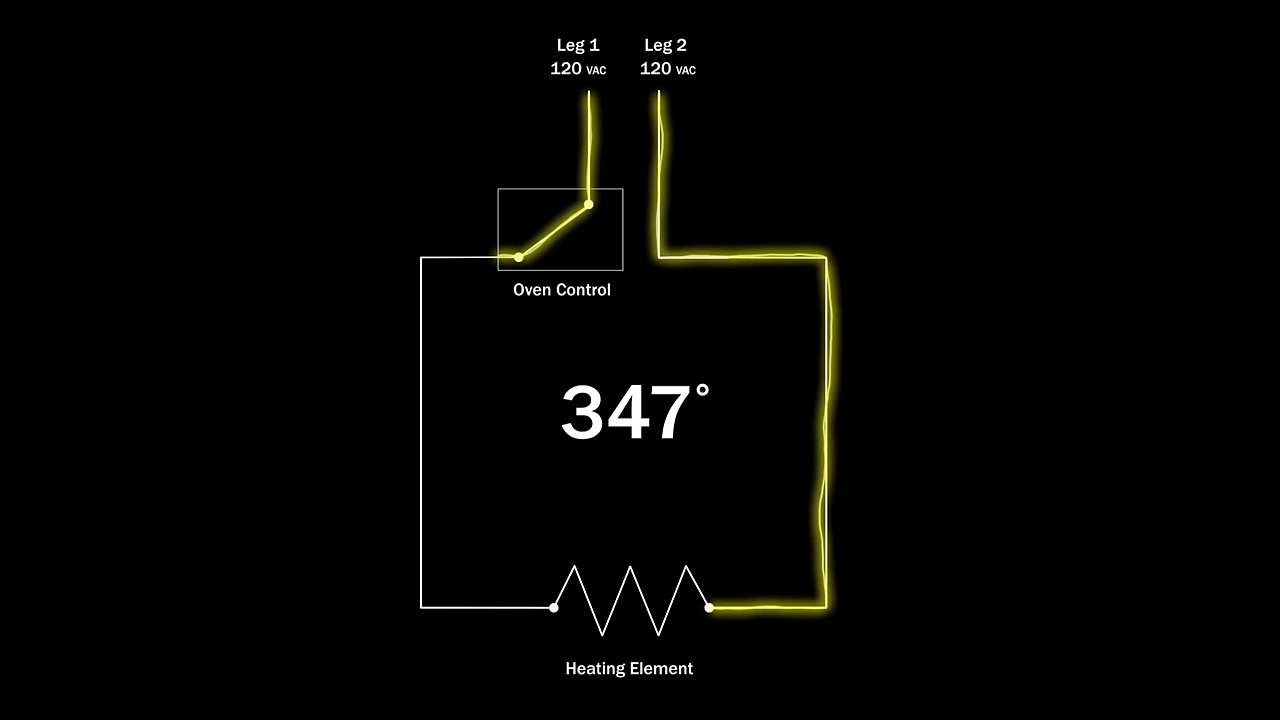 Leg 1
120 VAC
Leg 2
120 VAC
Oven Control
347°
Heating Element